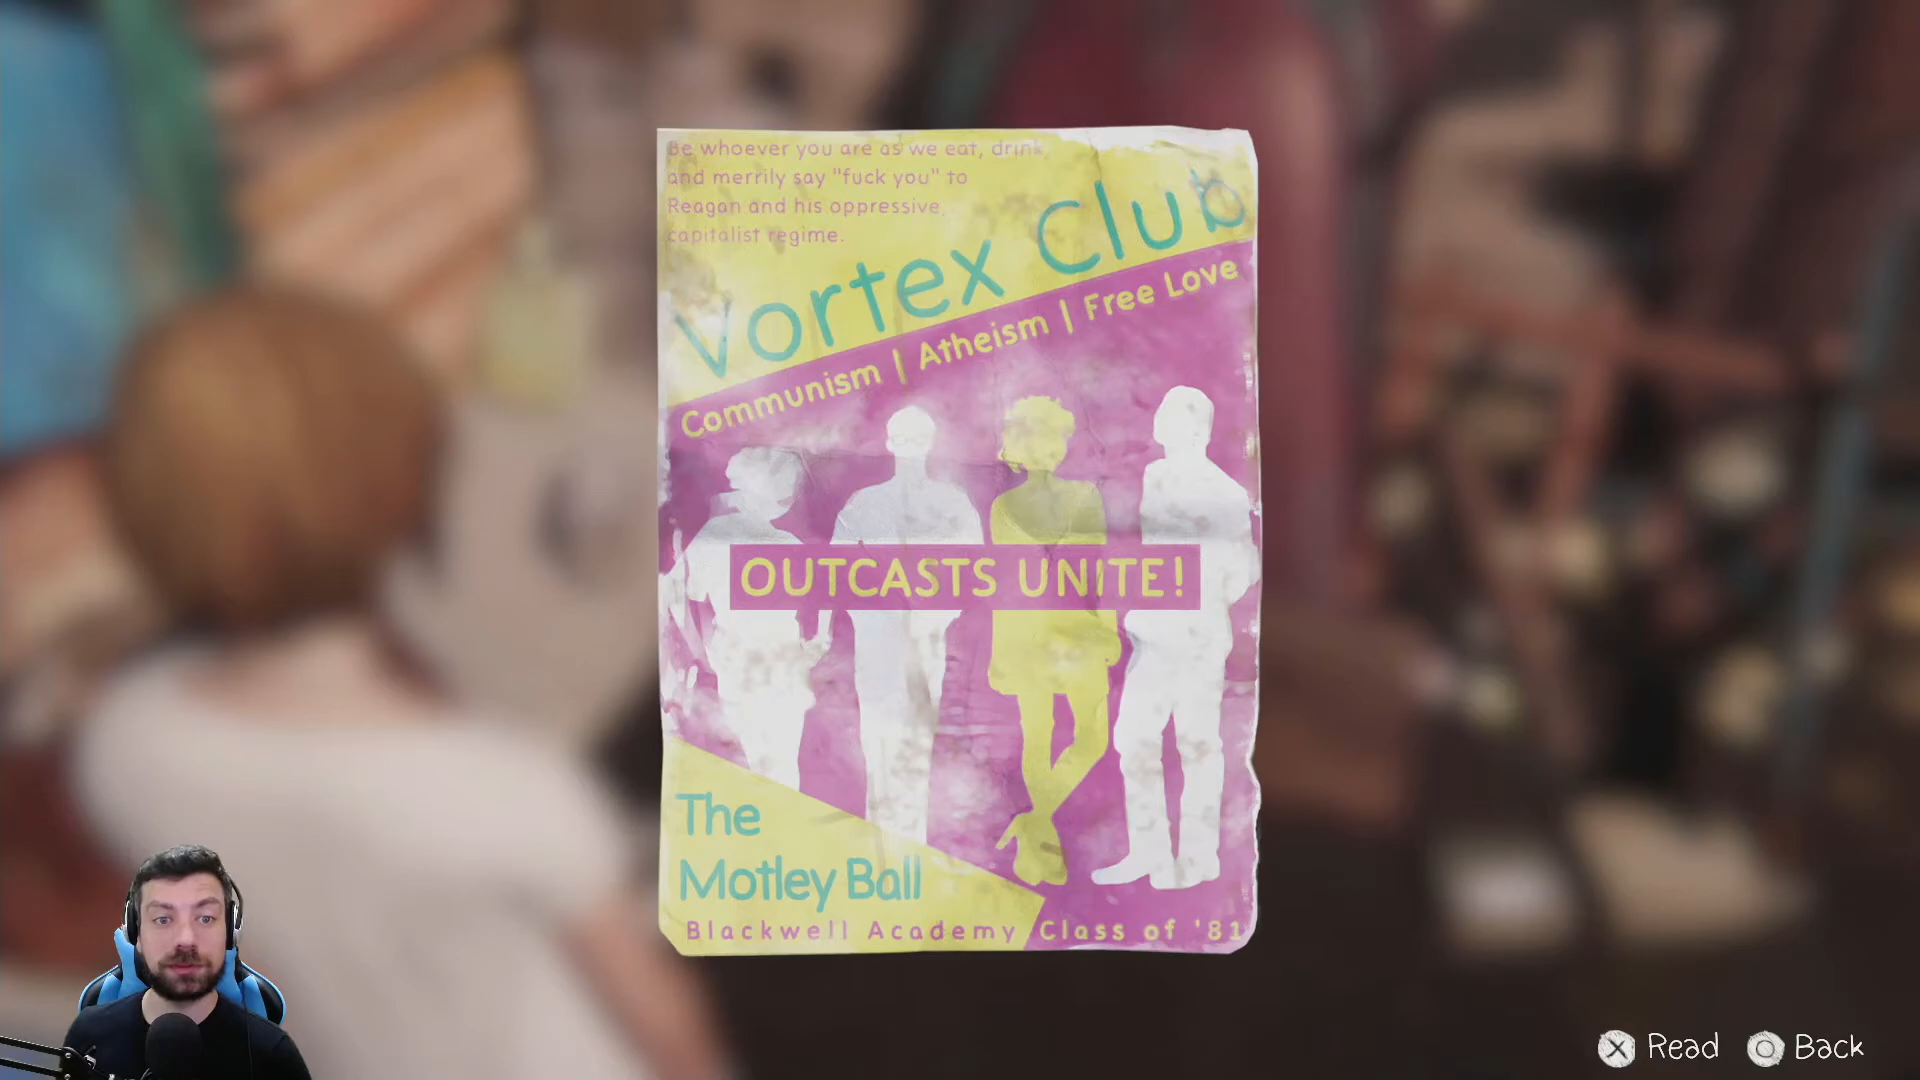 Be whoever you are as we eat, drink
and merrily say "fuck you" to
Reagan and his oppressive,
capitalist regime.
Vortex Club
Communism | Atheism | Free Love
OUTCASTS UNITE!
The
Motley Ball
Blackwell Academy Class of '81
Read Back